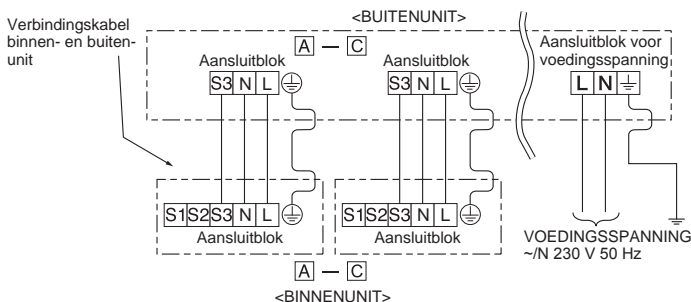 Verbindingskabel
binnen- en buiten-
unit
<BUITENUNIT>
A — C
Aansluitblok
S3 N L
Aansluitblok
S3 N L
Aansluitblok voor
voedingsspanning
L N
S1 S2 S3 N L
Aansluitblok
S1 S2 S3 N L
Aansluitblok
VOEDINGSSPANNING
~/N 230 V 50 Hz
A — C
<BINNENUNIT>